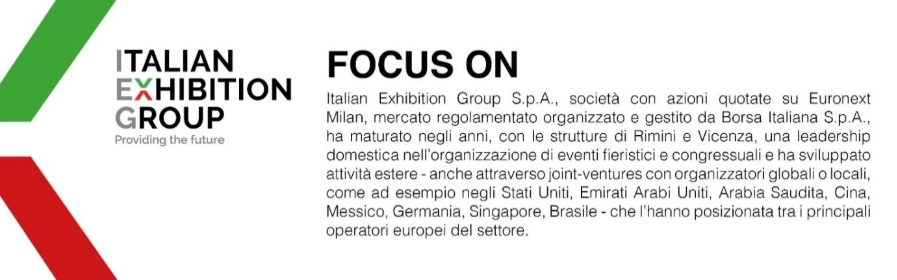 ITALIAN
EXHIBITION
GROUP
Providing the future
FOCUS ON
Italian Exhibition Group S.p.A., società con azioni quotate su Euronext
Milan, mercato regolamentato organizzato e gestito da Borsa Italiana S.p.A.,
ha maturato negli anni, con le strutture di Rimini e Vicenza, una leadership
domestica nell'organizzazione di eventi fieristici e congressuali e ha sviluppato
attività estere - anche attraverso joint-ventures con organizzatori globali o locali,
come ad esempio negli Stati Uniti, Emirati Arabi Uniti, Arabia Saudita, Cina,
Messico, Germania, Singapore, Brasile - che l'hanno posizionata tra i principali
operatori europei del settore.